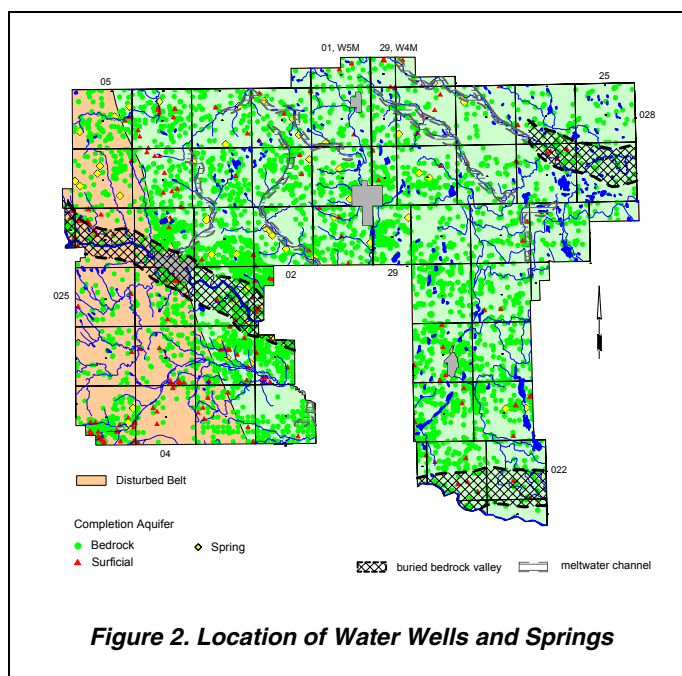 01, W5M 29, W4M
05
25
028
02
29
025
022
04
Disturbed Belt
Completion Aquifer
Bedrock
Spring
Surficial
buried bedrock valley
meltwater channel
Figure 2. Location of Water Wells and Springs